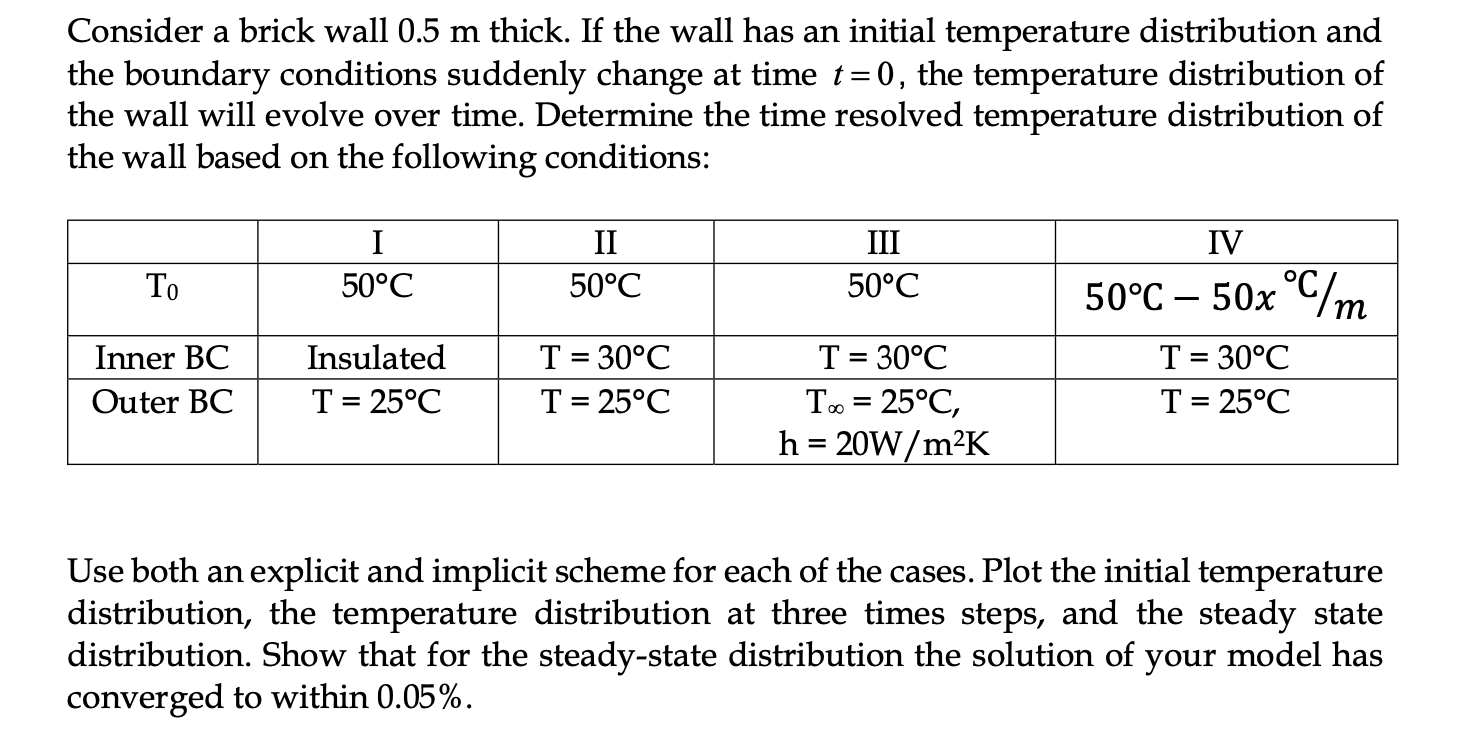 Consider a brick wall 0.5 m thick. If the wall has an initial temperature distribution and
the boundary conditions suddenly change at time t = 0, the temperature distribution of
the wall will evolve over time. Determine the time resolved temperature distribution of
the wall based on the following conditions:
I II III IV
T₀ 50°C 50°C 50°C 50°C – 50x °C/m
Inner BC Insulated T = 30°C T = 30°C T = 30°C
Outer BC T = 25°C T = 25°C T∞ = 25°C, T = 25°C
h = 20W/m²K
Use both an explicit and implicit scheme for each of the cases. Plot the initial temperature
distribution, the temperature distribution at three times steps, and the steady state
distribution. Show that for the steady-state distribution the solution of your model has
converged to within 0.05%.